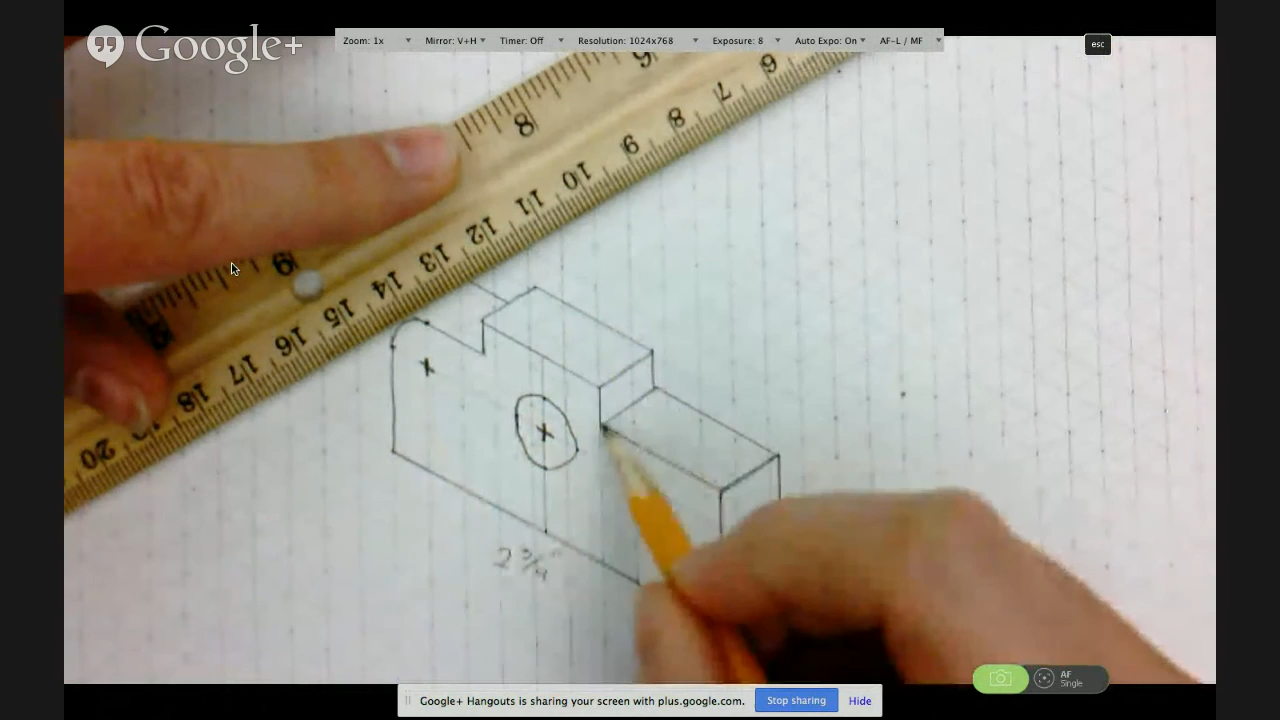 Google+
Zoom: 1x Mirror: V+H Timer: Off Resolution: 1024x768 Exposure: 8 Auto Expo: On AF-L / MF
esc
6 7 8 9 10 11 12 13 14 15 16 17 18 20
8 9
x
x
2 3/4"
AF
Single
Google+ Hangouts is sharing your screen with plus.google.com. Stop sharing Hide